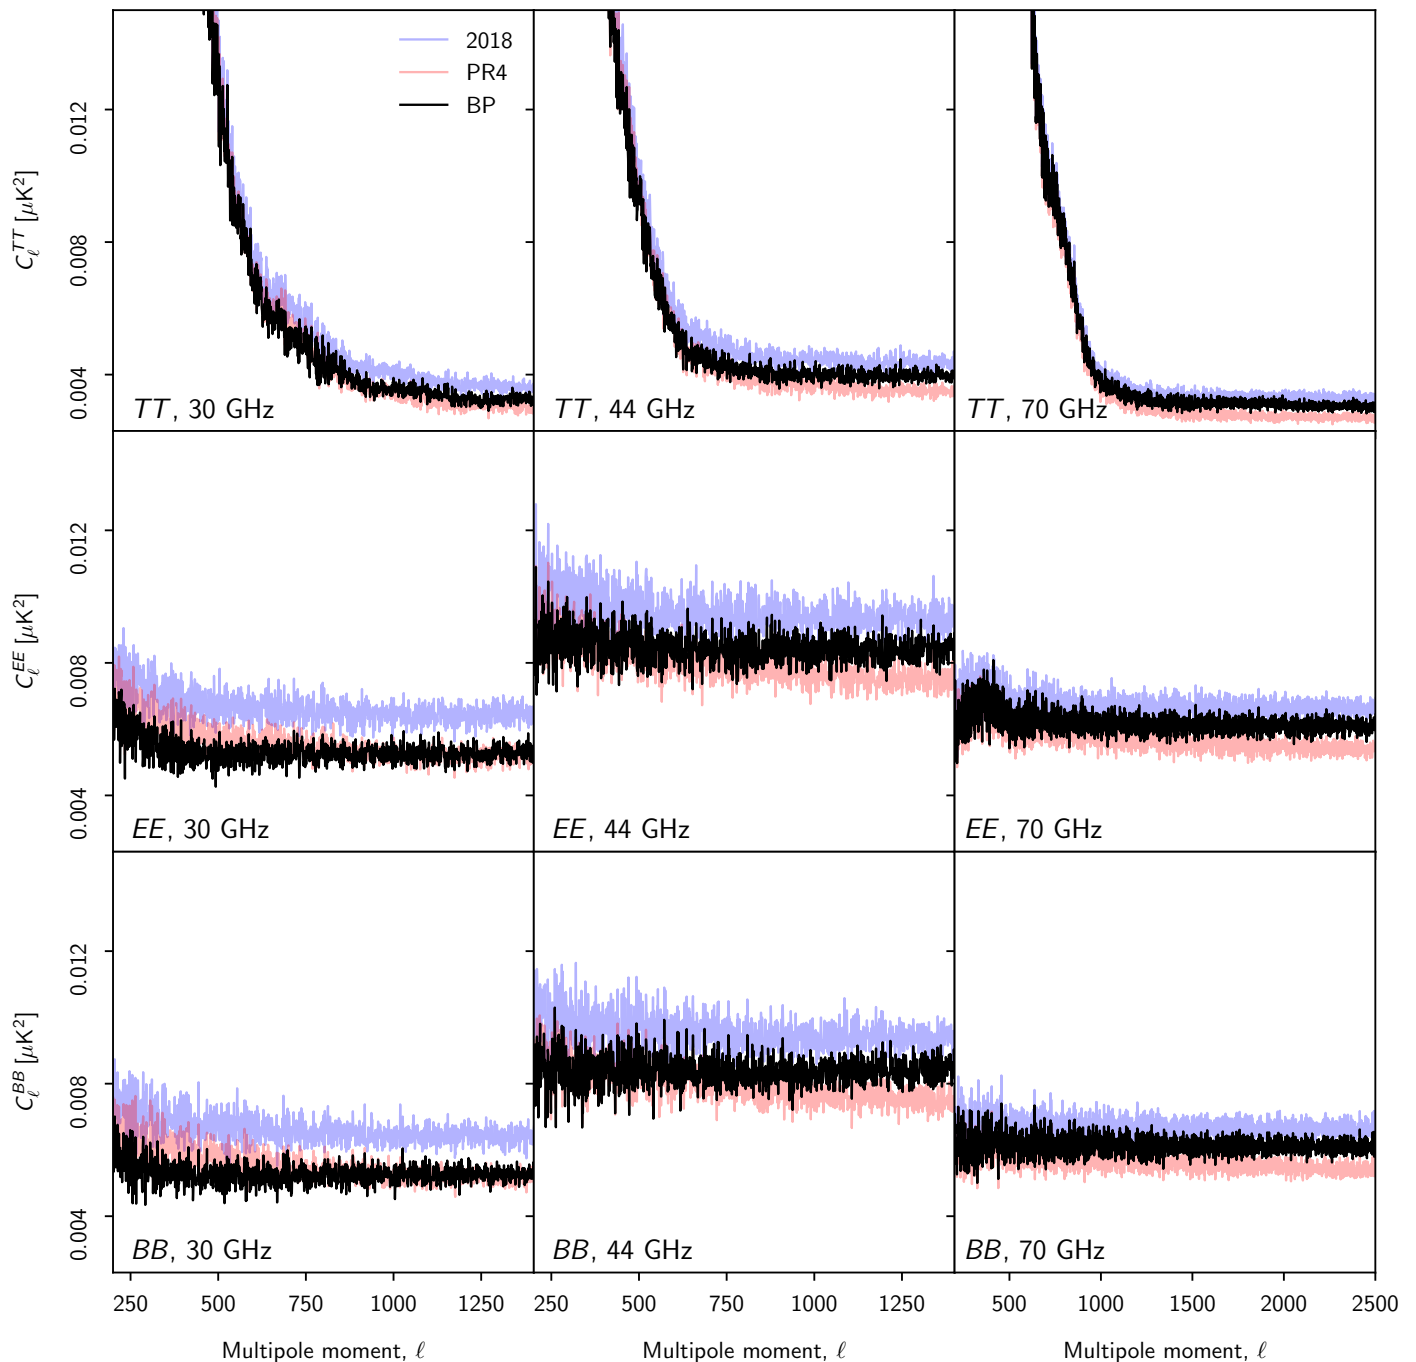 2018
PR4
BP
0.012
0.008
0.004
C_ℓ^{TT} [μK²]
TT, 30 GHz
TT, 44 GHz
TT, 70 GHz
0.012
0.008
0.004
C_ℓ^{EE} [μK²]
EE, 30 GHz
EE, 44 GHz
EE, 70 GHz
0.012
0.008
0.004
C_ℓ^{BB} [μK²]
BB, 30 GHz
BB, 44 GHz
BB, 70 GHz
250 500 750 1000 1250
250 500 750 1000 1250
500 1000 1500 2000 2500
Multipole moment, ℓ
Multipole moment, ℓ
Multipole moment, ℓ